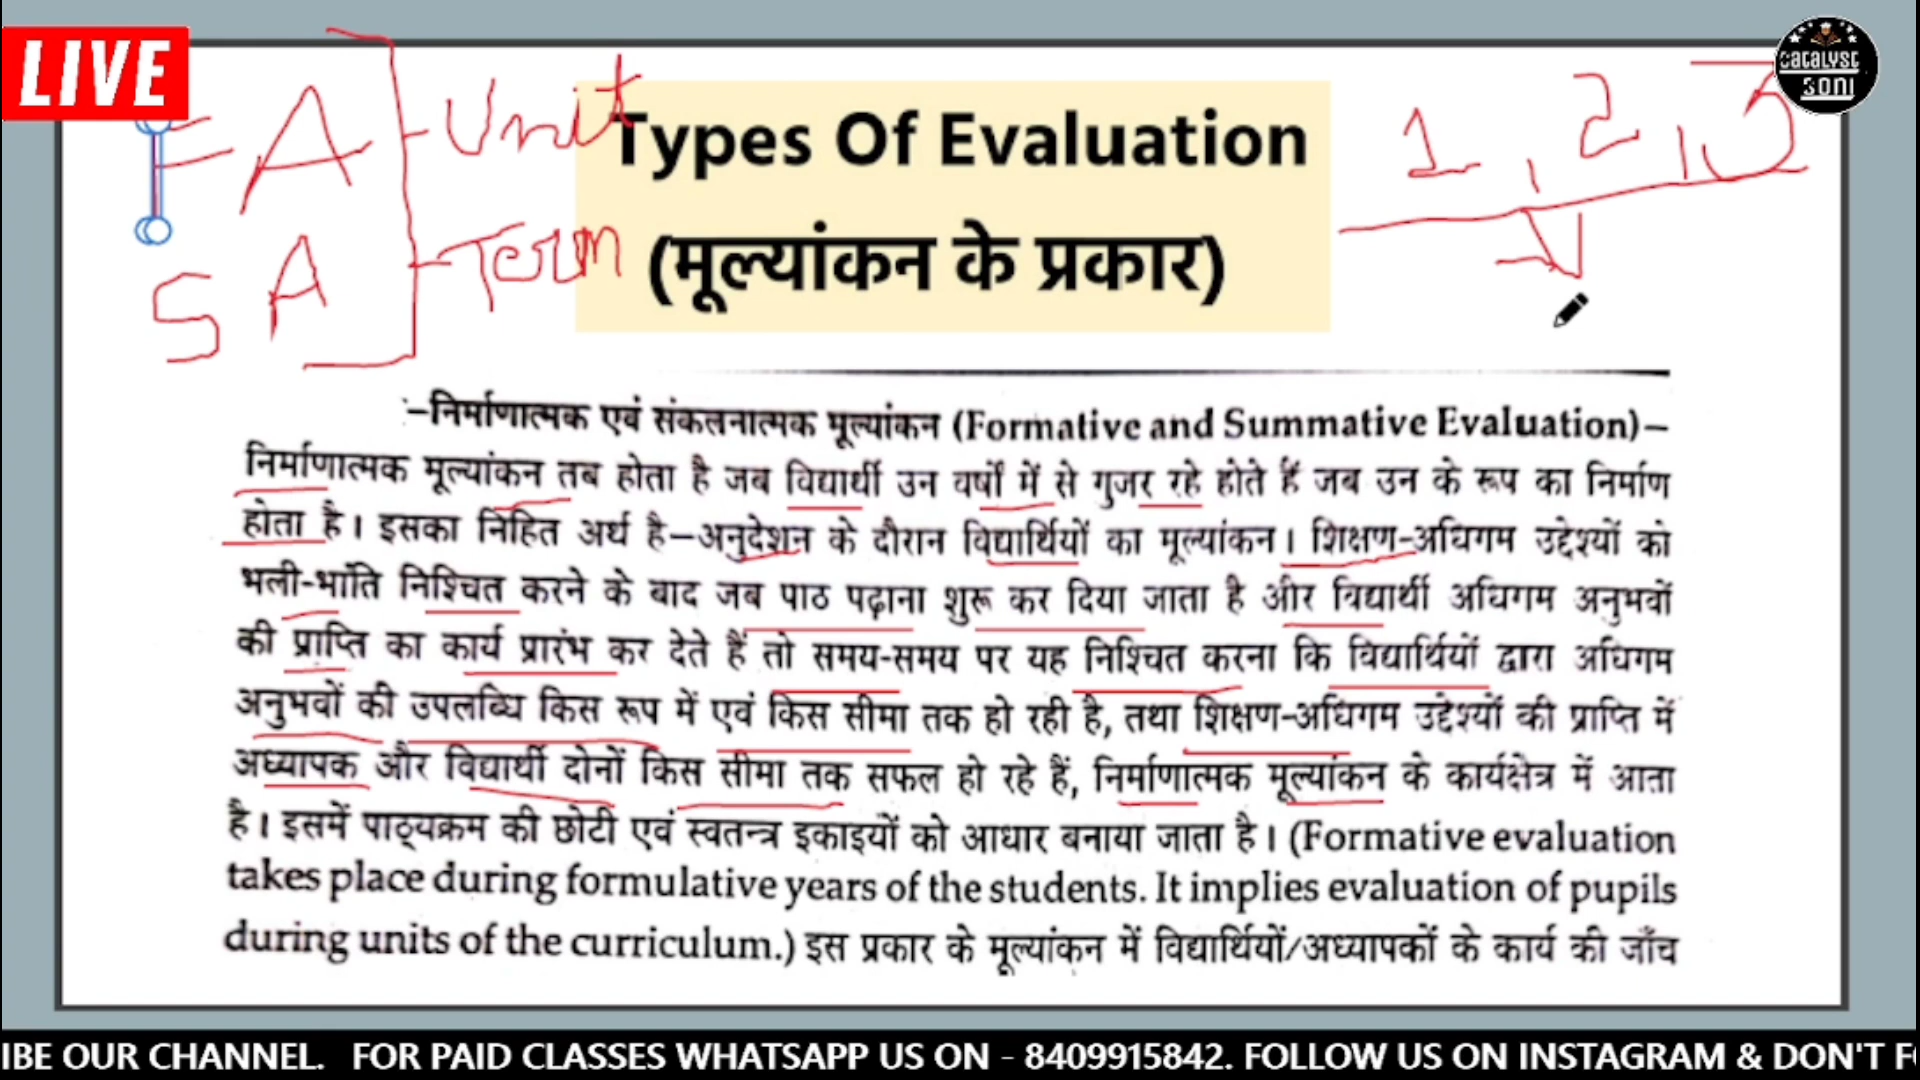 LIVE
FA - Unit
SA - Term
1, 2, 3
CATALYST
SONI
Types Of Evaluation
(मूल्यांकन के प्रकार)
:–निर्माणात्मक एवं संकलनात्मक मूल्यांकन (Formative and Summative Evaluation)–
निर्माणात्मक मूल्यांकन तब होता है जब विद्यार्थी उन वर्षों में से गुजर रहे होते हैं जब उन के रूप का निर्माण
होता है। इसका निहित अर्थ है–अनुदेशन के दौरान विद्यार्थियों का मूल्यांकन। शिक्षण-अधिगम उद्देश्यों को
भली-भाँति निश्चित करने के बाद जब पाठ पढ़ाना शुरू कर दिया जाता है और विद्यार्थी अधिगम अनुभवों
की प्राप्ति का कार्य प्रारंभ कर देते हैं तो समय-समय पर यह निश्चित करना कि विद्यार्थियों द्वारा अधिगम
अनुभवों की उपलब्धि किस रूप में एवं किस सीमा तक हो रही है, तथा शिक्षण-अधिगम उद्देश्यों की प्राप्ति में
अध्यापक और विद्यार्थी दोनों किस सीमा तक सफल हो रहे हैं, निर्माणात्मक मूल्यांकन के कार्यक्षेत्र में आता
है। इसमें पाठ्यक्रम की छोटी एवं स्वतन्त्र इकाइयों को आधार बनाया जाता है। (Formative evaluation
takes place during formulative years of the students. It implies evaluation of pupils
during units of the curriculum.) इस प्रकार के मूल्यांकन में विद्यार्थियों/अध्यापकों के कार्य की जाँच
IBE OUR CHANNEL. FOR PAID CLASSES WHATSAPP US ON - 8409915842. FOLLOW US ON INSTAGRAM & DON'T F